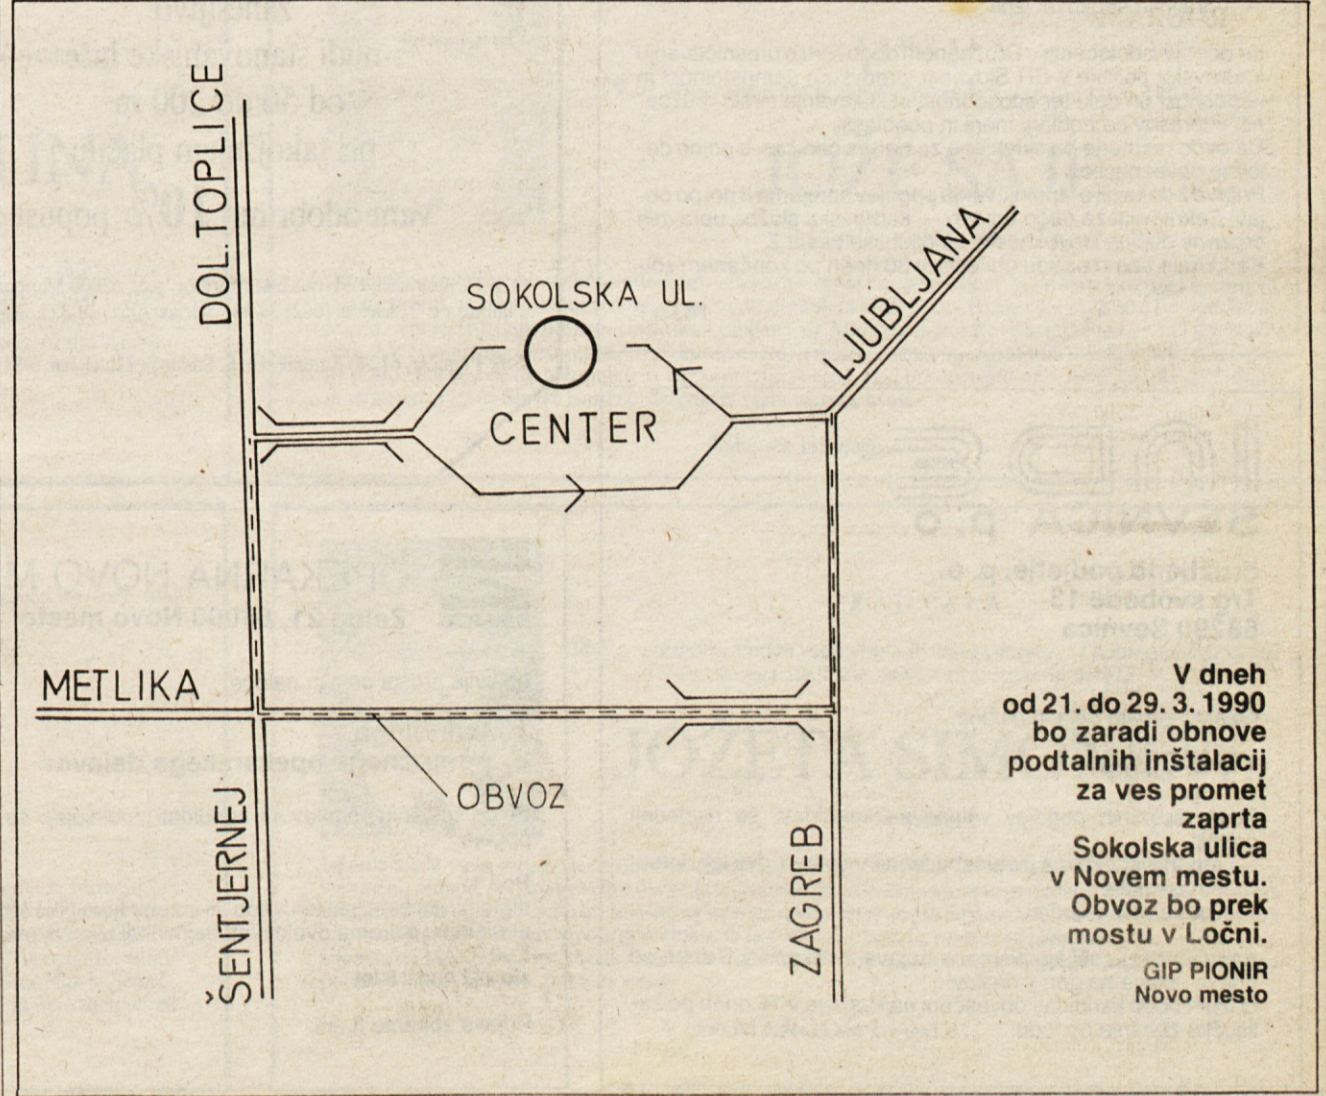 DOL.TOPLICE
SOKOLSKA UL.
LJUBLJANA
CENTER
METLIKA
OBVOZ
ŠENTJERNEJ
ZAGREB
V dneh
od 21. do 29. 3. 1990
bo zaradi obnove
podtalnih inštalacij
za ves promet
zaprta
Sokolska ulica
v Novem mestu.
Obvoz bo prek
mostu v Ločni.
GIP PIONIR
Novo mesto